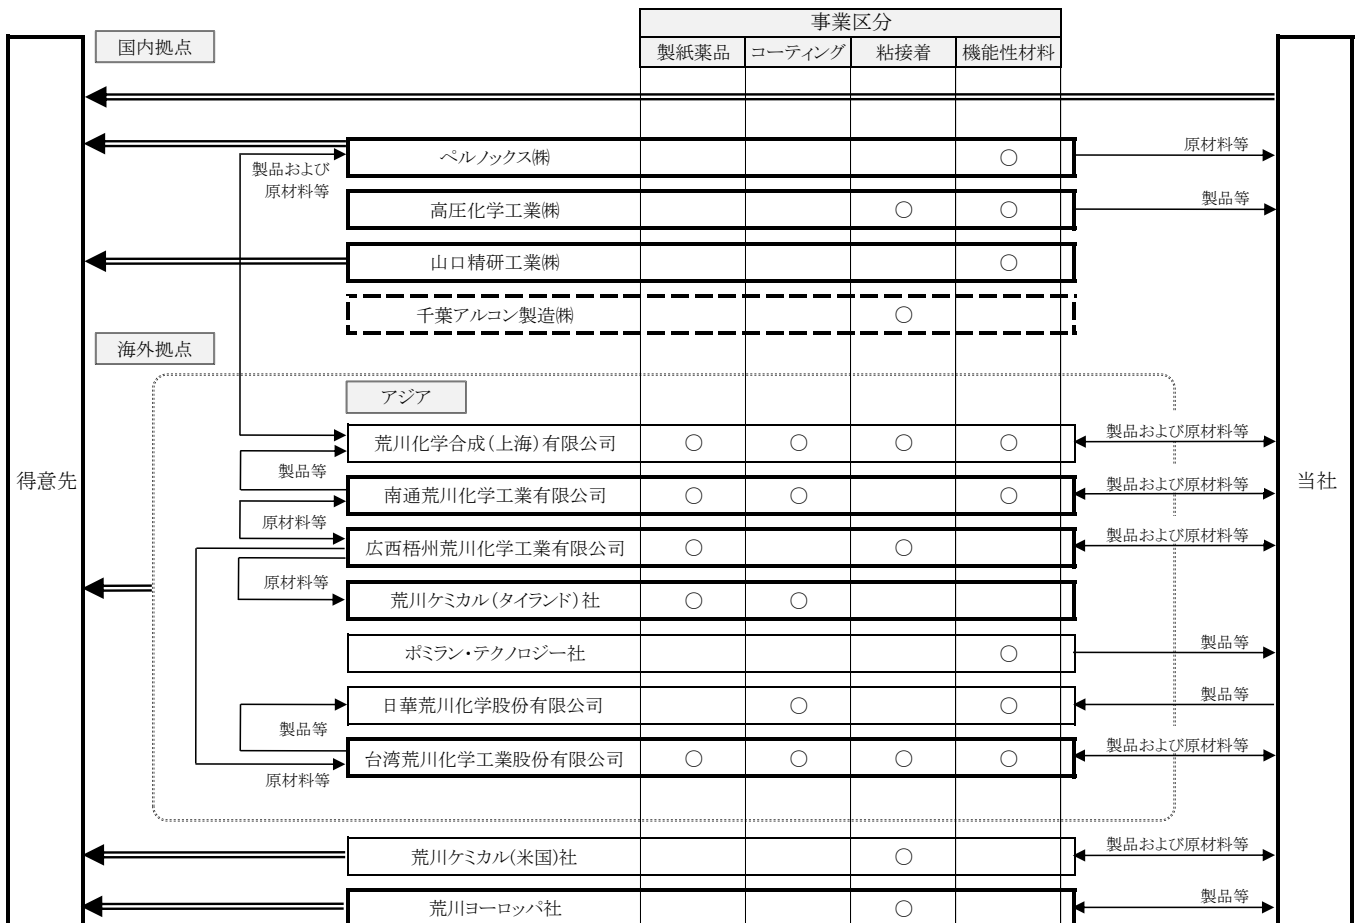 事業区分
国内拠点
製紙薬品 コーティング 粘接着 機能性材料
ペルノックス㈱ ○
原材料等
製品および
原材料等
高圧化学工業㈱ ○ ○
製品等
山口精研工業㈱ ○
千葉アルコン製造㈱ ○
海外拠点
アジア
荒川化学合成(上海)有限公司 ○ ○ ○ ○
製品および原材料等
製品等
得意先
当社
南通荒川化学工業有限公司 ○ ○ ○
製品および原材料等
原材料等
広西梧州荒川化学工業有限公司 ○ ○
製品および原材料等
原材料等
荒川ケミカル(タイランド)社 ○ ○
ポミラン・テクノロジー社 ○
製品等
日華荒川化学股份有限公司 ○ ○
製品等
製品等
台湾荒川化学工業股份有限公司 ○ ○ ○ ○
製品および原材料等
原材料等
荒川ケミカル(米国)社 ○
製品および原材料等
荒川ヨーロッパ社 ○
製品等